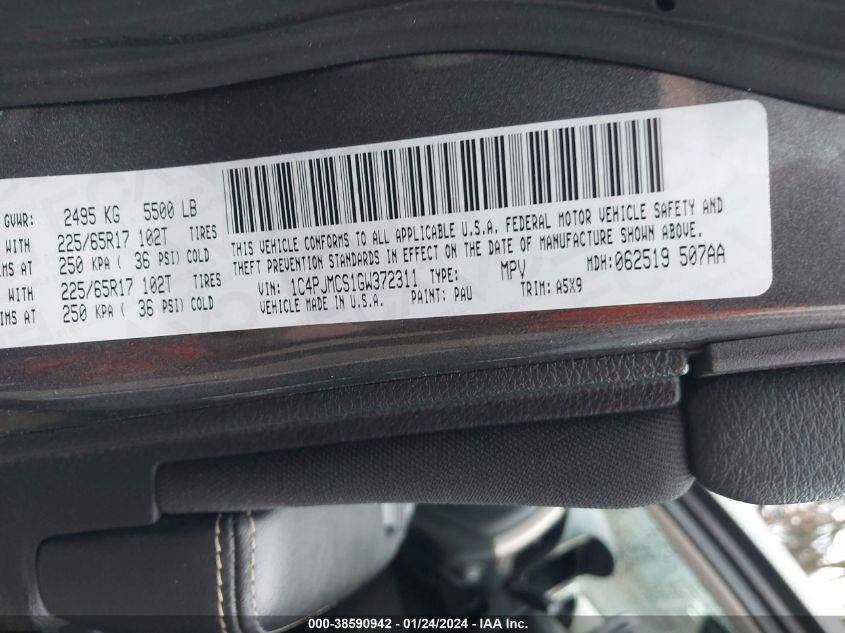 GVWR: 2495 KG 5500 LB
WITH 225/65R17 102T TIRES
IMS AT 250 KPA ( 36 PSI) COLD
WITH 225/65R17 102T TIRES
IMS AT 250 KPA ( 36 PSI) COLD
THIS VEHICLE CONFORMS TO ALL APPLICABLE U.S.A. FEDERAL MOTOR VEHICLE SAFETY AND
THEFT PREVENTION STANDARDS IN EFFECT ON THE DATE OF MANUFACTURE SHOWN ABOVE.
VIN: 1C4PJMCS1GW372311 TYPE: MPV MDH:062519 507AA
VEHICLE MADE IN U.S.A. PAINT: PAU TRIM: A5X9
000-38590942 - 01/24/2024 - IAA Inc.